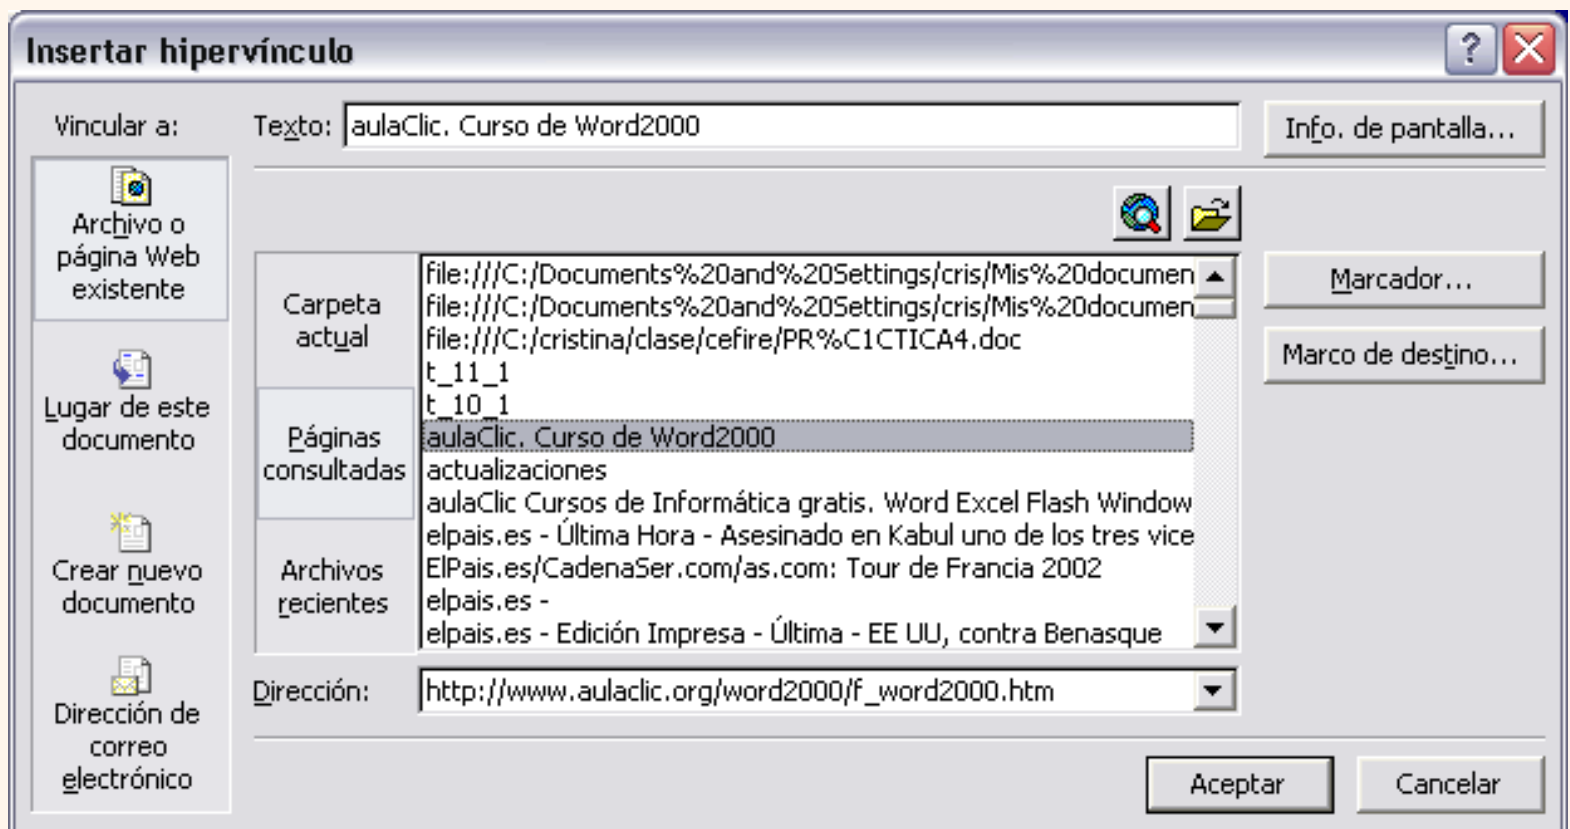 Insertar hipervínculo
Vincular a:
Texto: aulaClic. Curso de Word2000
Info. de pantalla...
Archivo o
página Web
existente
Lugar de este
documento
Crear nuevo
documento
Dirección de
correo
electrónico
Carpeta
actual
Páginas
consultadas
Archivos
recientes
file:///C:/Documents%20and%20Settings/cris/Mis%20documen
file:///C:/Documents%20and%20Settings/cris/Mis%20documen
file:///C:/cristina/clase/cefire/PR%C1CTICA4.doc
t_11_1
t_10_1
aulaClic. Curso de Word2000
actualizaciones
aulaClic Cursos de Informática gratis. Word Excel Flash Window
elpais.es - Última Hora - Asesinado en Kabul uno de los tres vice
ElPais.es/CadenaSer.com/as.com: Tour de Francia 2002
elpais.es -
elpais.es - Edición Impresa - Última - EE UU, contra Benasque
Marcador...
Marco de destino...
Dirección: http://www.aulaclic.org/word2000/f_word2000.htm
Aceptar
Cancelar